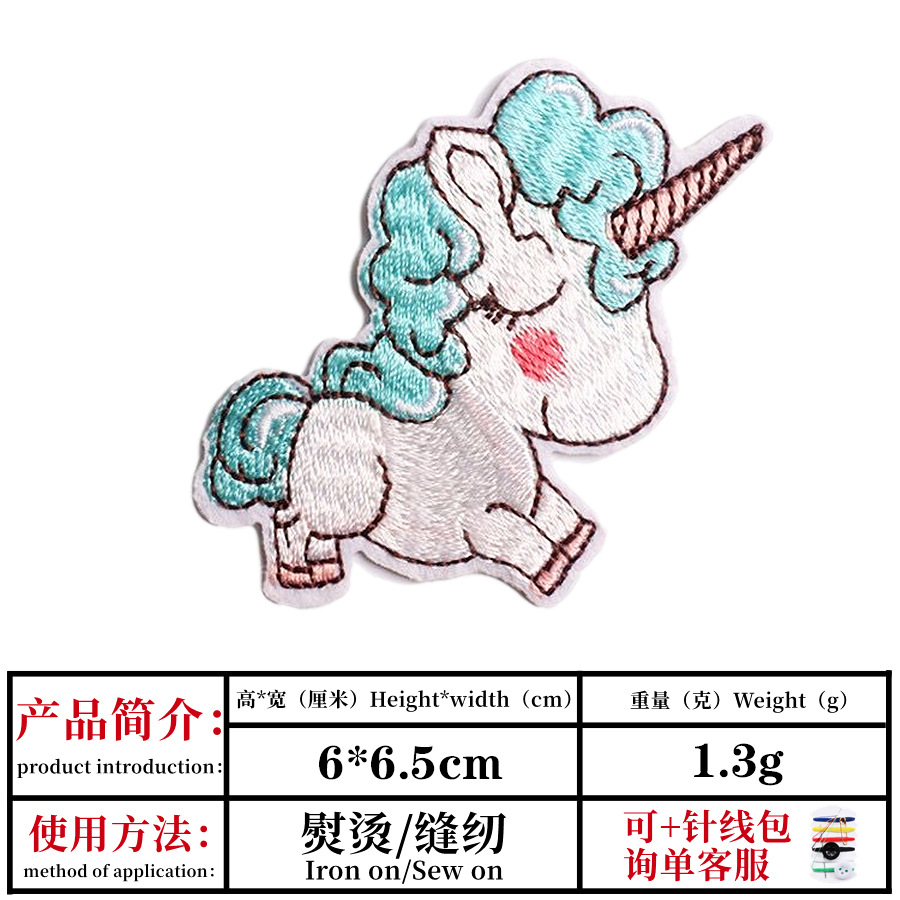 产品简介：
product introduction：
高*宽（厘米）Height*width（cm）
重量（克）Weight（g）
6*6.5cm
1.3g
使用方法：
method of application：
熨烫/缝纫
Iron on/Sew on
可+针线包
询单客服